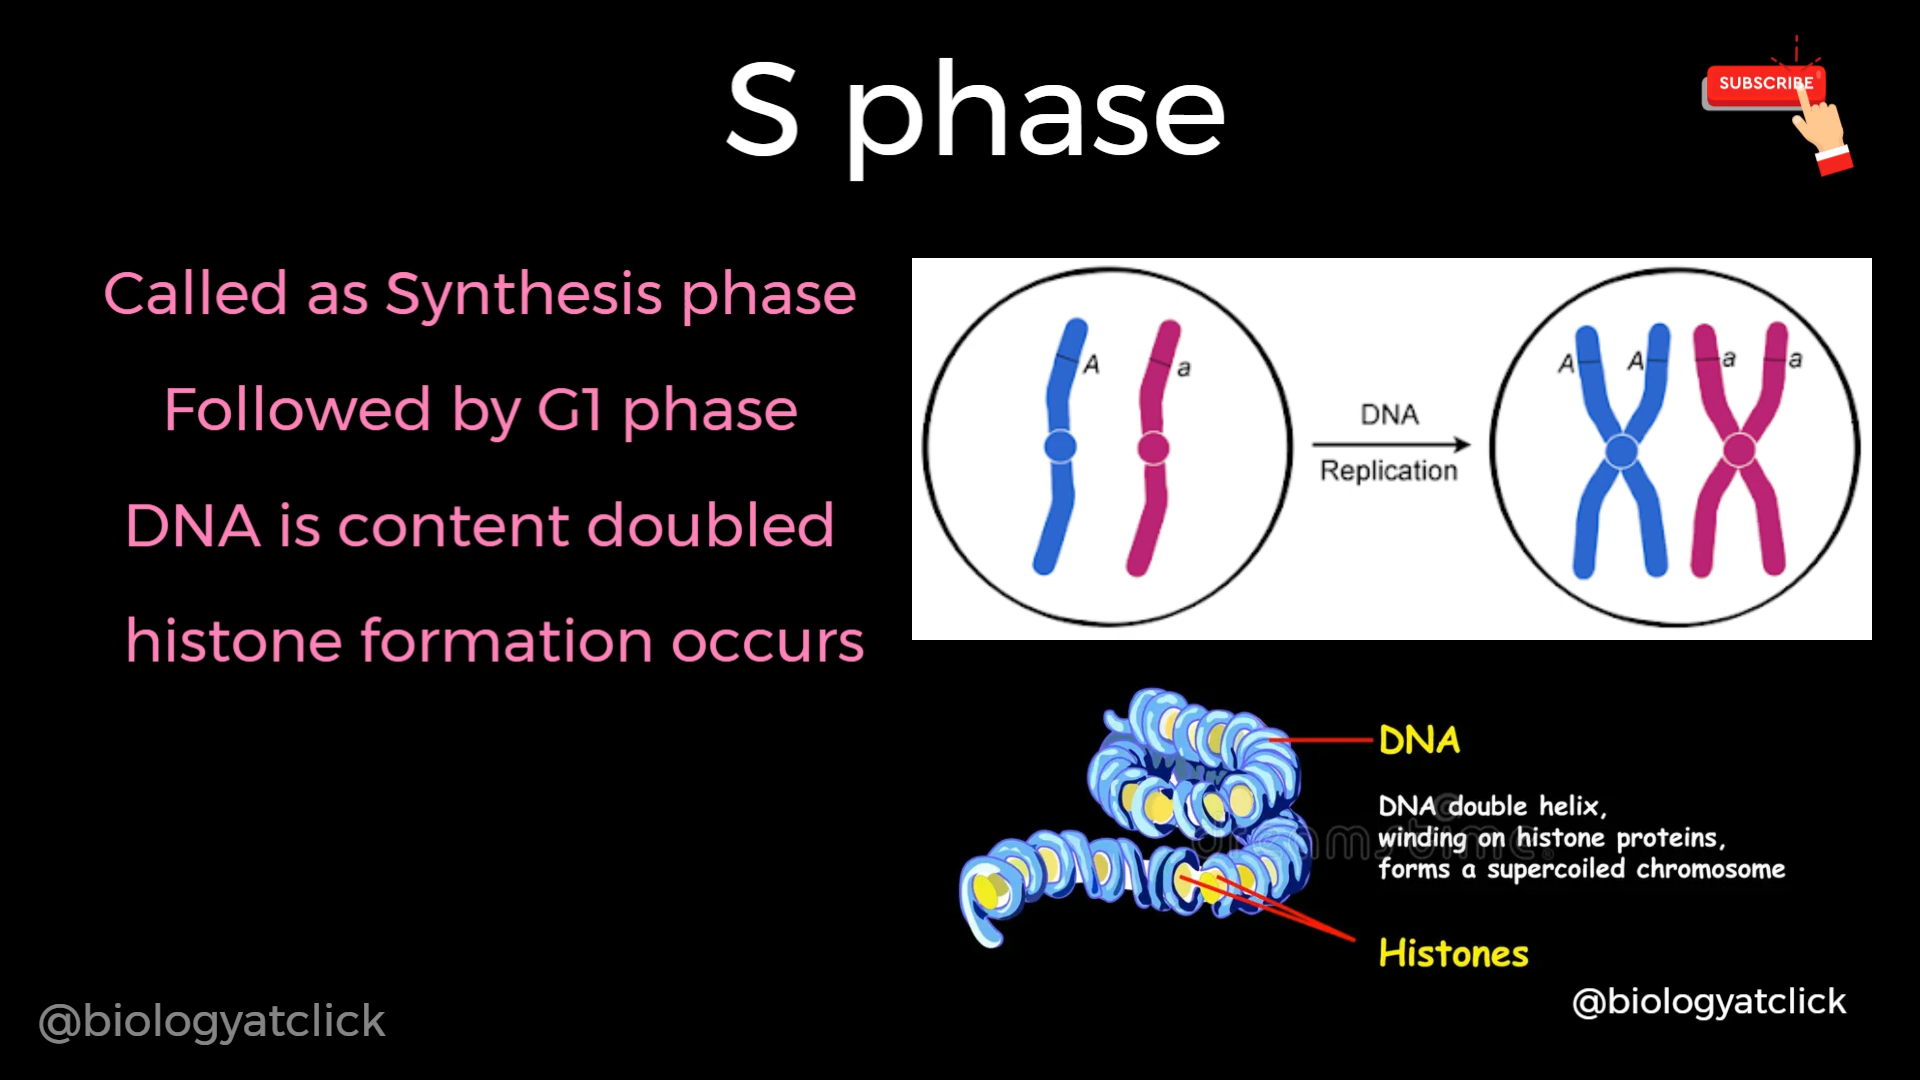 S phase
SUBSCRIBE
Called as Synthesis phase
Followed by G1 phase
DNA is content doubled
histone formation occurs
A
a
DNA
Replication
A
A
a
a
DNA
DNA double helix,
winding on histone proteins,
forms a supercoiled chromosome
dreamstime
Histones
@biologyatclick
@biologyatclick